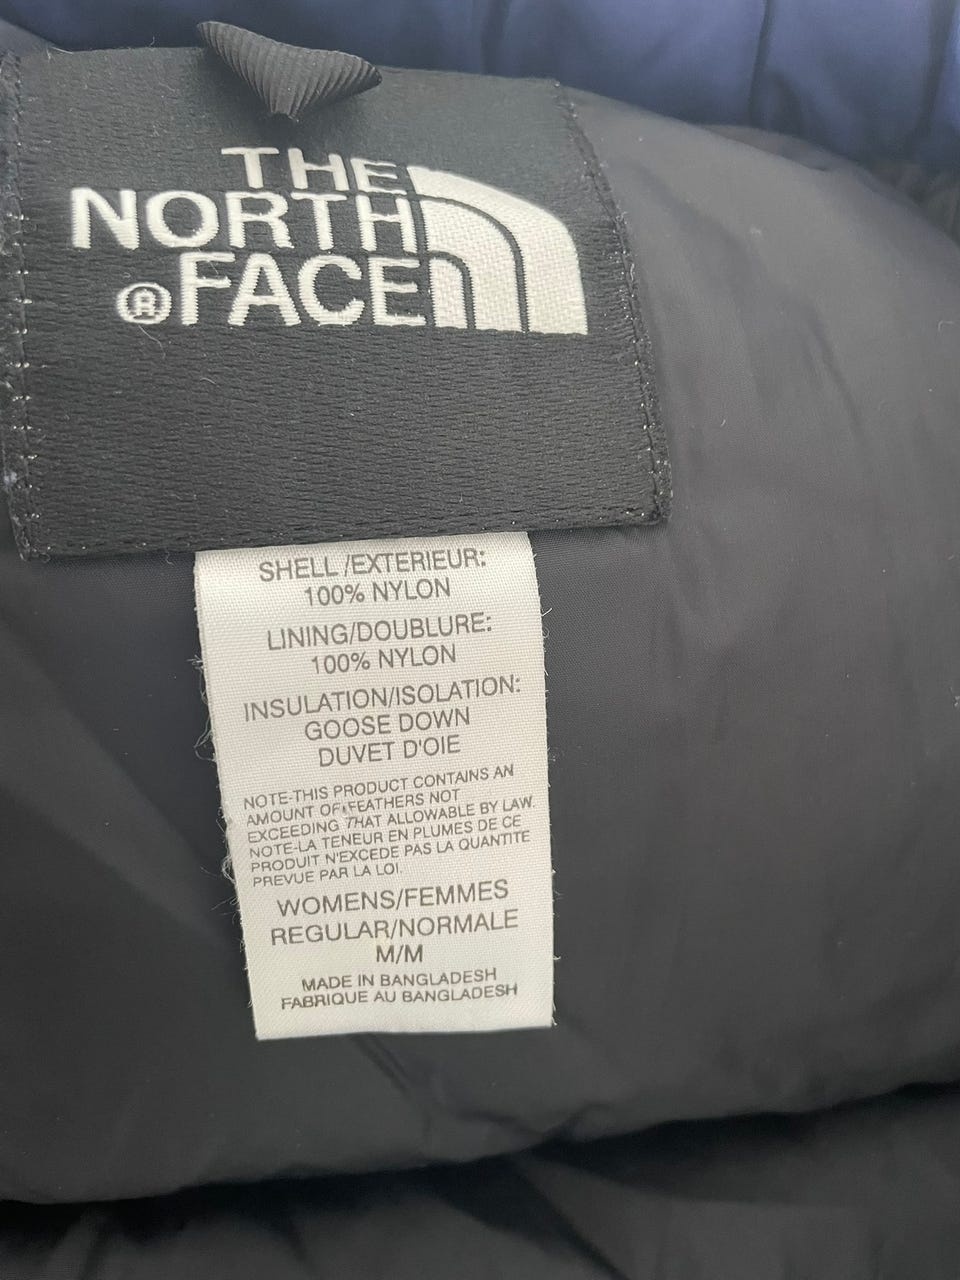 THE
NORTH
®FACE
SHELL/EXTERIEUR:
100% NYLON
LINING/DOUBLURE:
100% NYLON
INSULATION/ISOLATION:
GOOSE DOWN
DUVET D'OIE
NOTE-THIS PRODUCT CONTAINS AN
AMOUNT OF FEATHERS NOT
EXCEEDING THAT ALLOWABLE BY LAW.
NOTE-LA TENEUR EN PLUMES DE CE
PRODUIT N'EXCEDE PAS LA QUANTITE
PREVUE PAR LA LOI.
WOMENS/FEMMES
REGULAR/NORMALE
M/M
MADE IN BANGLADESH
FABRIQUE AU BANGLADESH